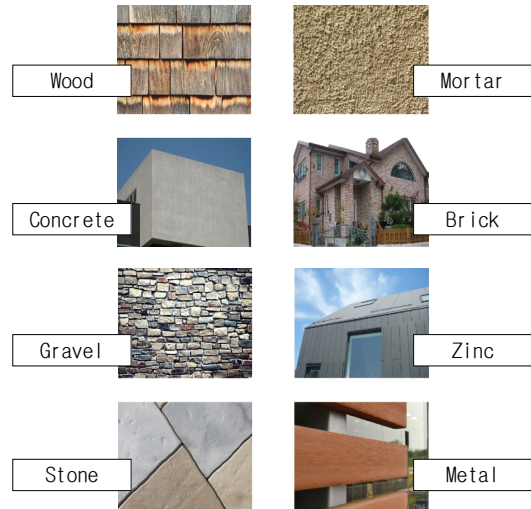 Wood
Mortar
Concrete
Brick
Gravel
Zinc
Stone
Metal